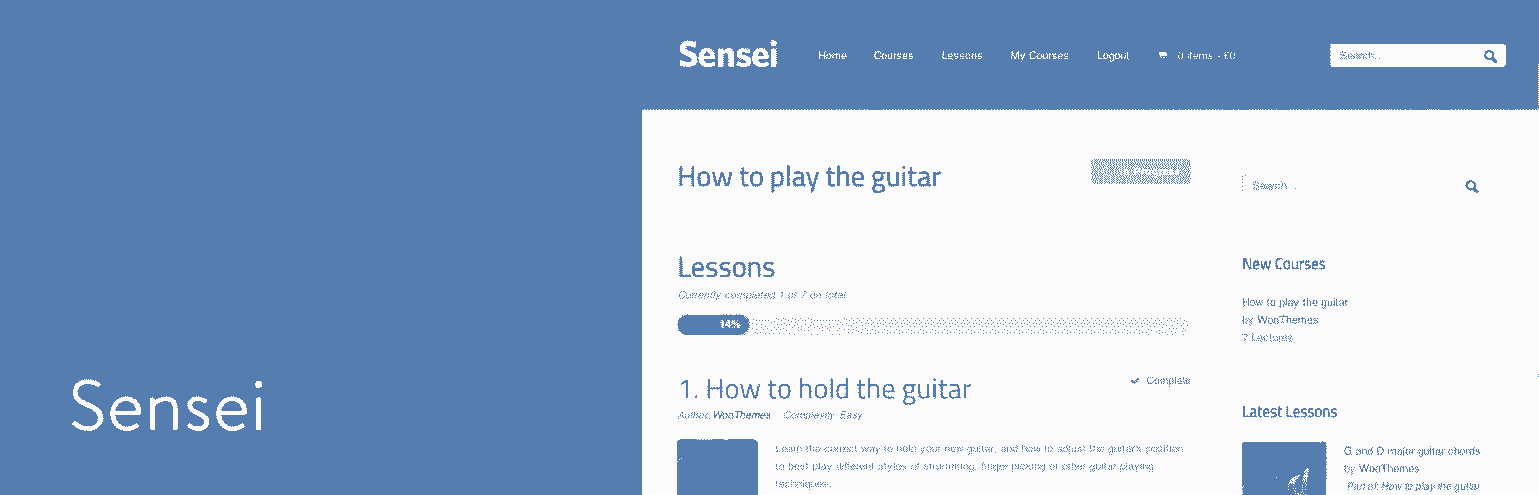 Sensei
Sensei
Home
Courses
Lessons
My Courses
Logout
0 items - £0
Search...
How to play the guitar
Search...
Lessons
Currently completed 1 of 7 in total
14%
1. How to hold the guitar
Complete
Author: WooThemes Complexity: Easy
Learn the correct way to hold your new guitar, and how to adjust the guitar's position
to best play different styles of strumming, finger picking or other guitar playing
techniques.
New Courses
How to play the guitar
by WooThemes
7 Lectures
Latest Lessons
G and D major guitar chords
by WooThemes
Part of: How to play the guitar